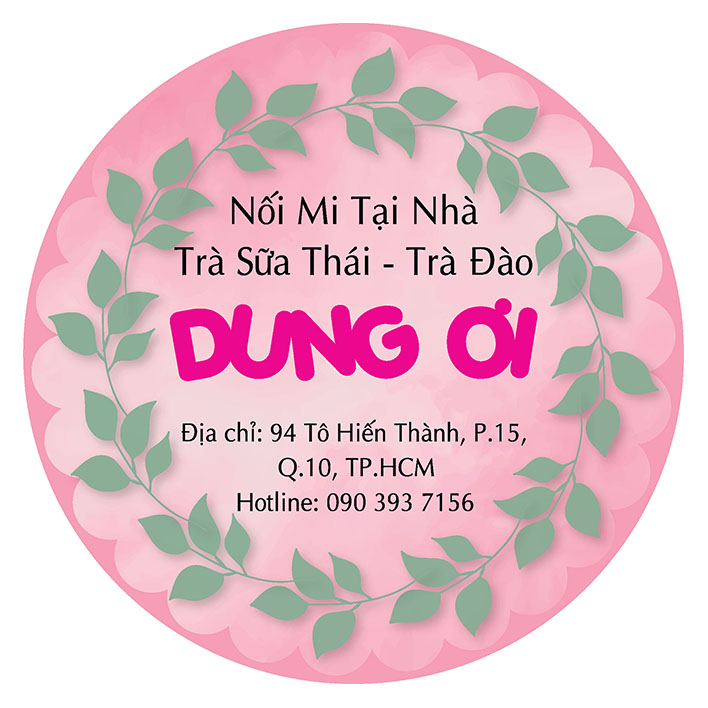 Nối Mi Tại Nhà
Trà Sữa Thái - Trà Đào
DUNG ƠI
Địa chỉ: 94 Tô Hiến Thành, P.15,
Q.10, TP.HCM
Hotline: 090 393 7156